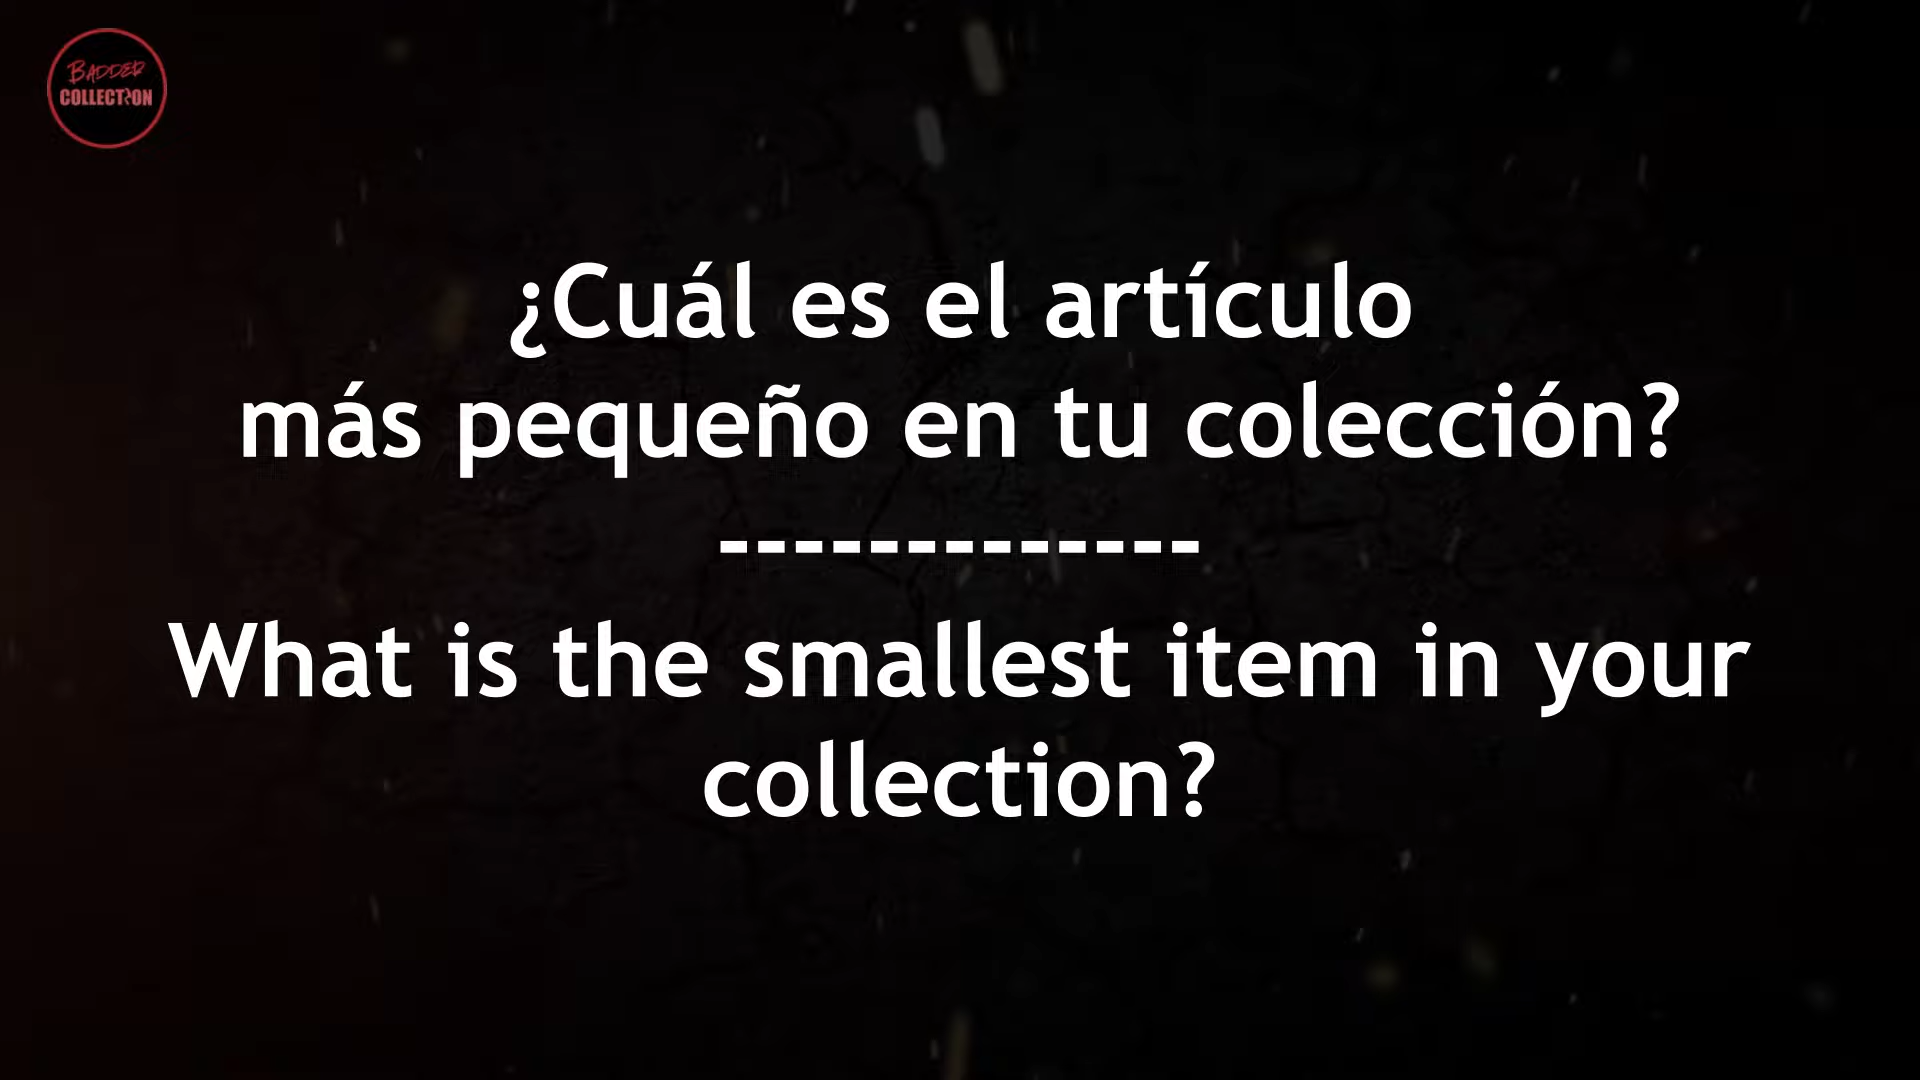 BADDER
COLLECTION
¿Cuál es el artículo
más pequeño en tu colección?
-------------
What is the smallest item in your
collection?